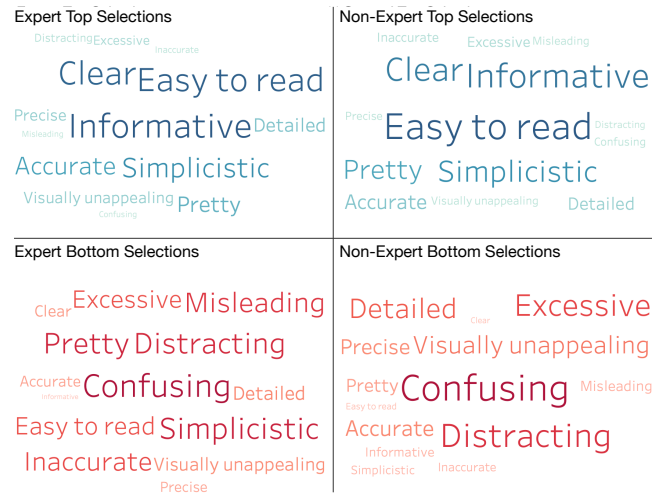 Expert Top Selections
Distracting Excessive
Inaccurate
Clear Easy to read
Precise
Misleading
Informative Detailed
Accurate Simplicistic
Visually unappealing Pretty
Confusing
Non-Expert Top Selections
Inaccurate
Excessive Misleading
Clear Informative
Precise
Easy to read
Distracting
Confusing
Pretty Simplicistic
Accurate Visually unappealing Detailed
Expert Bottom Selections
Clear Excessive Misleading
Pretty Distracting
Accurate
Informative
Confusing Detailed
Easy to read Simplicistic
Inaccurate Visually unappealing
Precise
Non-Expert Bottom Selections
Detailed
Clear
Excessive
Precise Visually unappealing
Pretty
Easy to read
Confusing Misleading
Accurate Distracting
Informative
Simplicistic Inaccurate